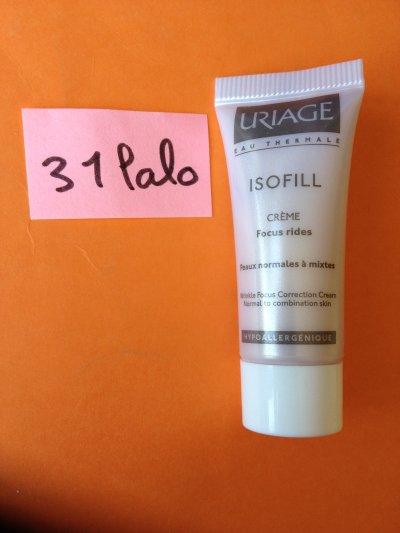 31 Palo
URIAGE
EAU THERMALE
ISOFILL
CRÈME
Focus rides
Peaux normales à mixtes
Wrinkle Focus Correction Cream
Normal to combination skin
HYPOALLERGÉNIQUE